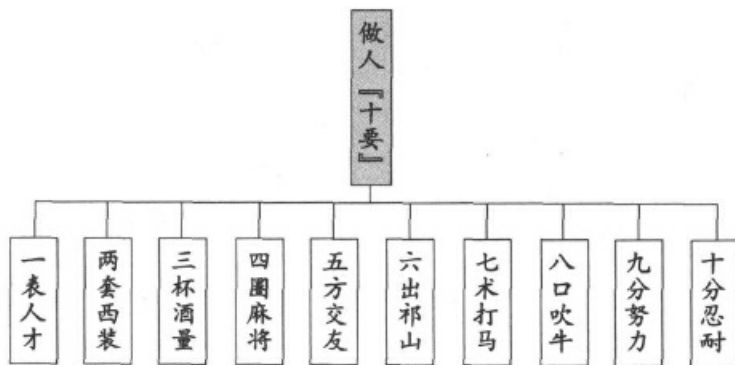 做人『十要』
一表人才
两套西装
三杯酒量
四圈麻将
五方交友
六出祁山
七术打马
八口吹牛
九分努力
十分忍耐